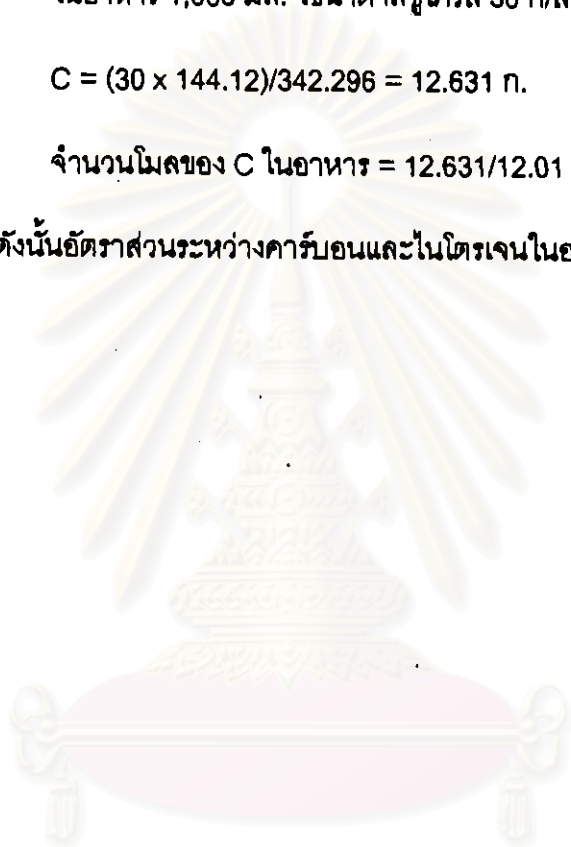 C = (30 x 144.12)/342.296 = 12.631 ก.
จำนวนโมลของ C ในอาหาร = 12.631/12.01
ดังนั้นอัตราส่วนระหว่างคาร์บอนและไนโตรเจนใน